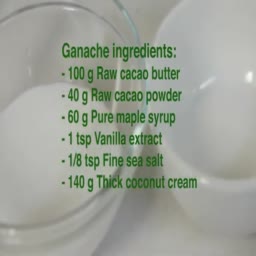 Ganache ingredients:
- 100 g Raw cacao butter
- 40 g Raw cacao powder
- 60 g Pure maple syrup
- 1 tsp Vanilla extract
- 1/8 tsp Fine sea salt
- 140 g Thick coconut cream